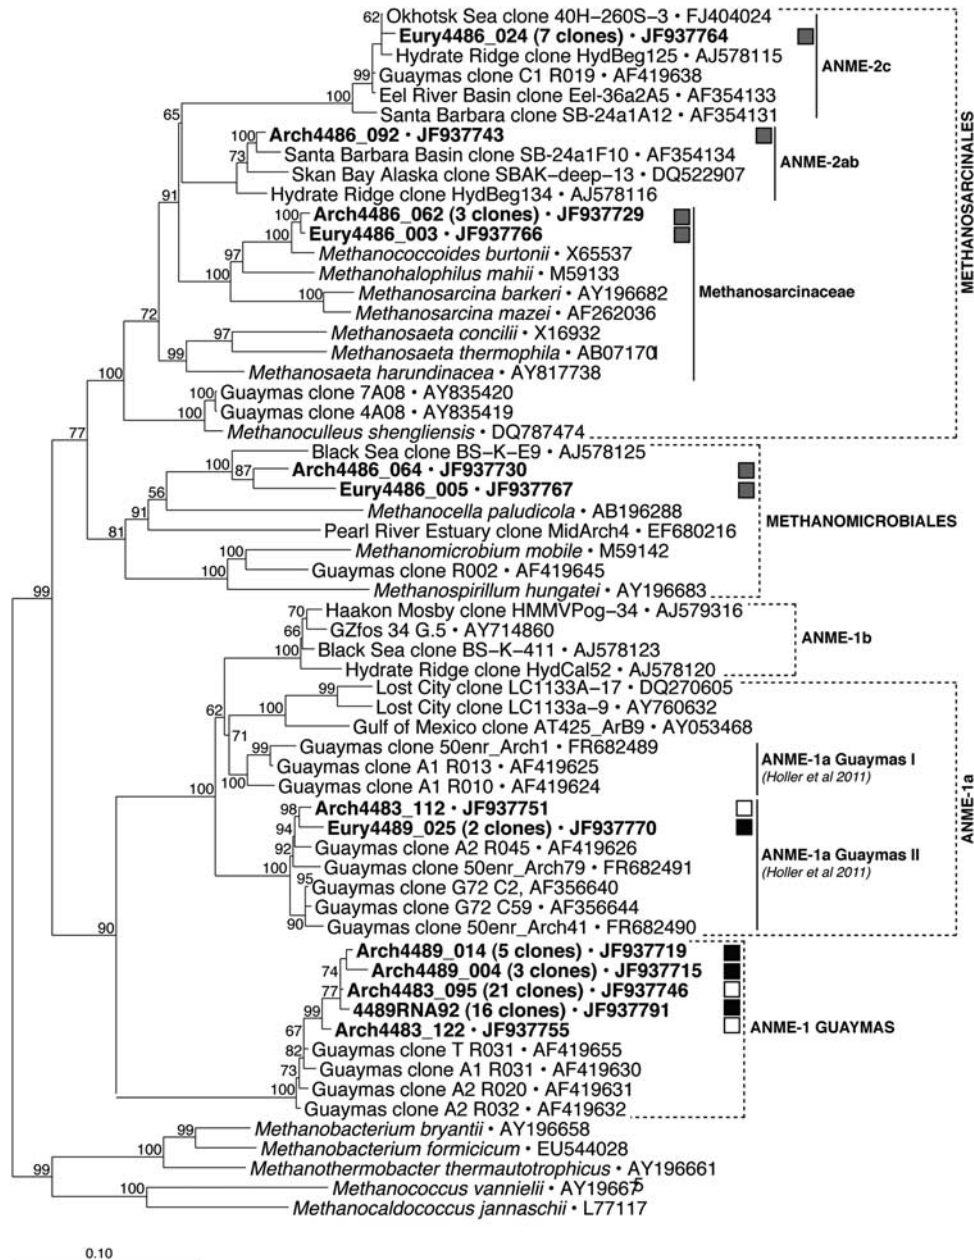 62 Okhotsk Sea clone 40H-260S-3 • FJ404024
Eury4486_024 (7 clones) • JF937764
Hydrate Ridge clone HydBeg125 • AJ578115
ANME-2c
99 Guaymas clone C1 R019 • AF419638
100 Eel River Basin clone Eel-36a2A5 • AF354133
Santa Barbara clone SB-24a1A12 • AF354131
65
100 Arch4486_092 • JF937743
73 Santa Barbara Basin clone SB-24a1F10 • AF354134
ANME-2ab
Skan Bay Alaska clone SBAK-deep-13 • DQ522907
91 Hydrate Ridge clone HydBeg134 • AJ578116
METHANOSARCINALES
100 Arch4486_062 (3 clones) • JF937729
100 Eury4486_003 • JF937766
97 Methanococcoides burtonii • X65537
100 Methanohalophilus mahii • M59133
100 Methanosarcina barkeri • AY196682
Methanosarcinaceae
Methanosarcina mazei • AF262036
72
97 Methanosaeta concilii • X16932
99 Methanosaeta thermophila • AB071701
100 Methanosaeta harundinacea • AY817738
100 Guaymas clone 7A08 • AY835420
100 Guaymas clone 4A08 • AY835419
77 Methanoculleus shengliensis • DQ787474
Black Sea clone BS-K-E9 • AJ578125
100 87 Arch4486_064 • JF937730
56 Eury4486_005 • JF937767
91 Methanocella paludicola • AB196288
METHANOMICROBIALES
81 Pearl River Estuary clone MidArch4 • EF680216
100 Methanomicrobium mobile • M59142
100 Guaymas clone R002 • AF419645
99 Methanospirillum hungatei • AY196683
70 Haakon Mosby clone HMMVPog-34 • AJ579316
66 GZfos 34 G.5 • AY714860
ANME-1b
100 Black Sea clone BS-K-411 • AJ578123
Hydrate Ridge clone HydCal52 • AJ578120
99 Lost City clone LC1133A-17 • DQ270605
62 100 Lost City clone LC1133a-9 • AY760632
71 Gulf of Mexico clone AT425_ArB9 • AY053468
99 Guaymas clone 50enr_Arch1 • FR682489
ANME-1a Guaymas I
Guaymas clone A1 R013 • AF419625
(Holler et al 2011)
100 100 Guaymas clone A1 R010 • AF419624
ANME-1a
98 Arch4483_112 • JF937751
94 Eury4489_025 (2 clones) • JF937770
92 Guaymas clone A2 R045 • AF419626
ANME-1a Guaymas II
100 Guaymas clone 50enr_Arch79 • FR682491
(Holler et al 2011)
95 Guaymas clone G72 C2, AF356640
Guaymas clone G72 C59 • AF356644
90 90 Guaymas clone 50enr_Arch41 • FR682490
Arch4489_014 (5 clones) • JF937719
74 Arch4489_004 (3 clones) • JF937715
77 Arch4483_095 (21 clones) • JF937746
99 4489RNA92 (16 clones) • JF937791
67 Arch4483_122 • JF937755
ANME-1 GUAYMAS
82 Guaymas clone T R031 • AF419655
73 Guaymas clone A1 R031 • AF419630
100 Guaymas clone A2 R020 • AF419631
Guaymas clone A2 R032 • AF419632
99 Methanobacterium bryantii • AY196658
100 Methanobacterium formicicum • EU544028
99 Methanothermobacter thermautotrophicus • AY196661
100 Methanococcus vannielii • AY196675
Methanocaldococcus jannaschii • L77117
0.10